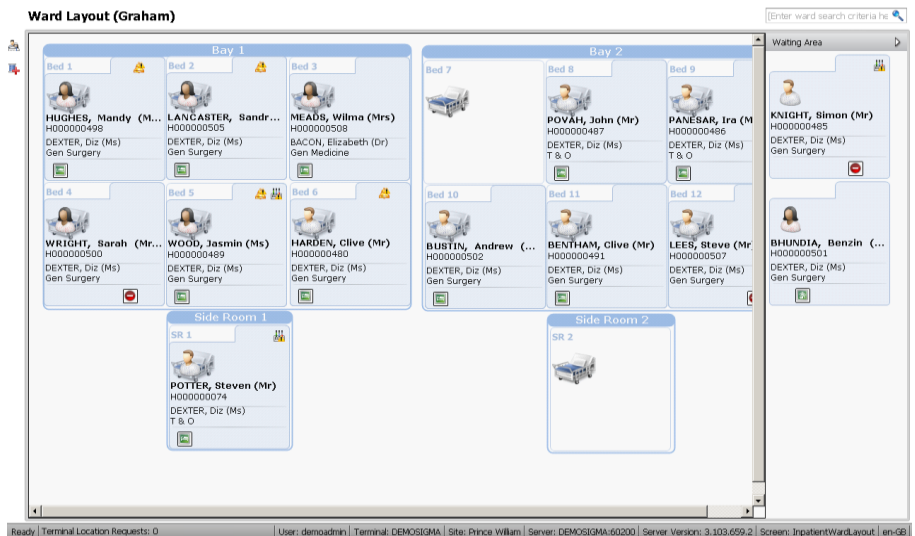 Ward Layout (Graham)
[Enter ward search criteria he
Waiting Area
Bay 1
Bed 1
HUGHES, Mandy (M...
H000000498
DEXTER, Diz (Ms)
Gen Surgery
Bed 2
LANCASTER, Sandr...
H000000505
DEXTER, Diz (Ms)
Gen Surgery
Bed 3
MEADS, Wilma (Mrs)
H000000508
BACON, Elizabeth (Dr)
Gen Medicine
Bed 4
WRIGHT, Sarah (Mr...
H000000500
DEXTER, Diz (Ms)
Gen Surgery
Bed 5
WOOD, Jasmin (Ms)
H000000489
DEXTER, Diz (Ms)
Gen Surgery
Bed 6
HARDEN, Clive (Mr)
H000000480
DEXTER, Diz (Ms)
Gen Surgery
Bay 2
Bed 7
Bed 8
POVAH, John (Mr)
H000000487
DEXTER, Diz (Ms)
T & O
Bed 9
PANESAR, Ira (M
H000000486
DEXTER, Diz (Ms)
T & O
Bed 10
BUSTIN, Andrew (...
H000000502
DEXTER, Diz (Ms)
Gen Surgery
Bed 11
BENTHAM, Clive (Mr)
H000000491
DEXTER, Diz (Ms)
Gen Surgery
Bed 12
LEES, Steve (Mr
H000000507
DEXTER, Diz (Ms)
Gen Surgery
Side Room 1
SR 1
POTTER, Steven (Mr)
H000000074
DEXTER, Diz (Ms)
T & O
Side Room 2
SR 2
KNIGHT, Simon (Mr)
H000000485
DEXTER, Diz (Ms)
Gen Surgery
BHUNDIA, Benzin (...
H000000501
DEXTER, Diz (Ms)
Gen Surgery
Ready Terminal Location Requests: 0 User: demoadmin Terminal: DEMOSIGMA Site: Prince William Server: DEMOSIGMA:60200 Server Version: 3.103.659.2 Screen: InpatientWardLayout en-GB